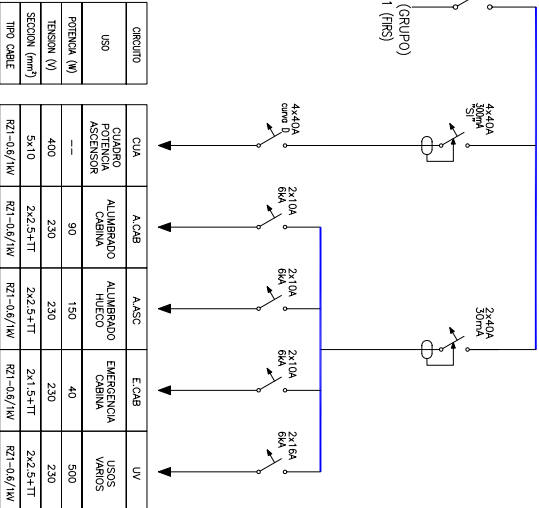 (GRUPO)
1 (FIRS)
4x40A
300mA
"SI"
2x40A
30mA
4x40A
curva D
2x10A
6kA
2x10A
6kA
2x10A
6kA
2x16A
6kA
CIRCUITO
CUA
A.CAB
A.ASC
E.CAB
UV
USO
CUADRO
POTENCIA
ASCENSOR
ALUMBRADO
CABINA
ALUMBRADO
HUECO
EMERGENCIA
CABINA
USOS
VARIOS
POTENCIA (W)
--
90
150
40
500
TENSION (V)
400
230
230
230
230
SECCION (mm²)
5x10
2x2.5+TT
2x2.5+TT
2x1.5+TT
2x2.5+TT
TIPO CABLE
RZ1-0.6/1kV
RZ1-0.6/1kV
RZ1-0.6/1kV
RZ1-0.6/1kV
RZ1-0.6/1kV